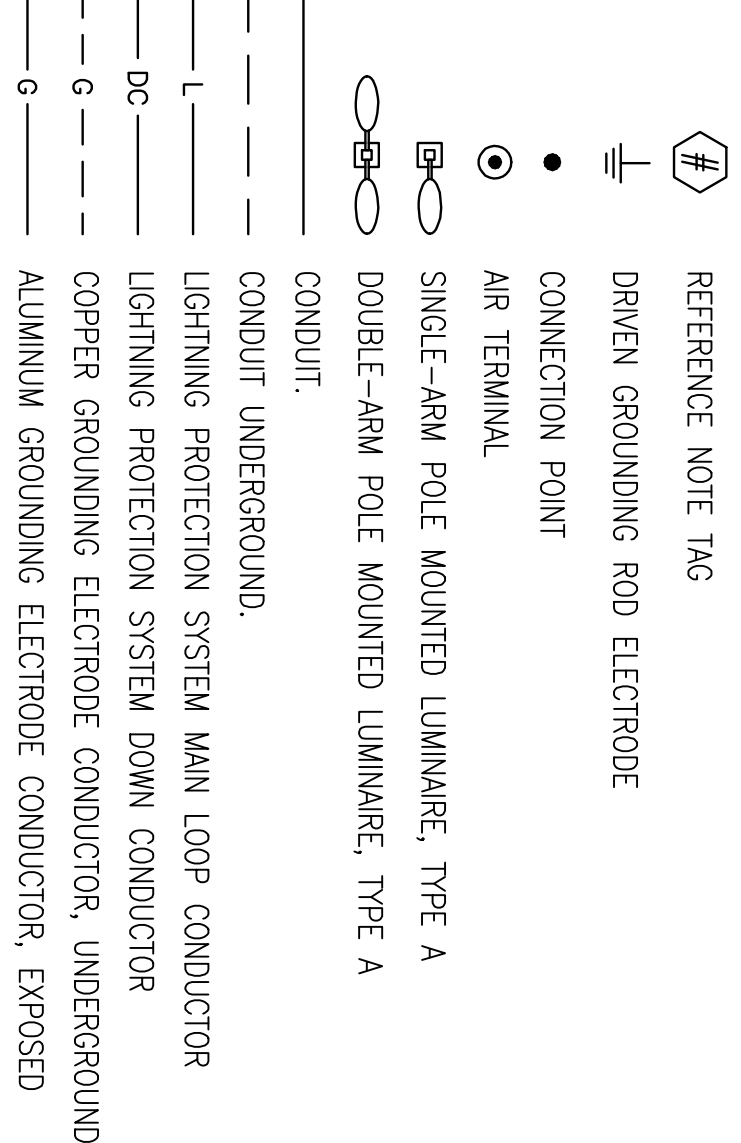 # REFERENCE NOTE TAG
DRIVEN GROUNDING ROD ELECTRODE
CONNECTION POINT
AIR TERMINAL
SINGLE-ARM POLE MOUNTED LUMINAIRE, TYPE A
DOUBLE-ARM POLE MOUNTED LUMINAIRE, TYPE A
CONDUIT.
CONDUIT UNDERGROUND.
L LIGHTNING PROTECTION SYSTEM MAIN LOOP CONDUCTOR
DC LIGHTNING PROTECTION SYSTEM DOWN CONDUCTOR
G COPPER GROUNDING ELECTRODE CONDUCTOR, UNDERGROUND
G ALUMINUM GROUNDING ELECTRODE CONDUCTOR, EXPOSED